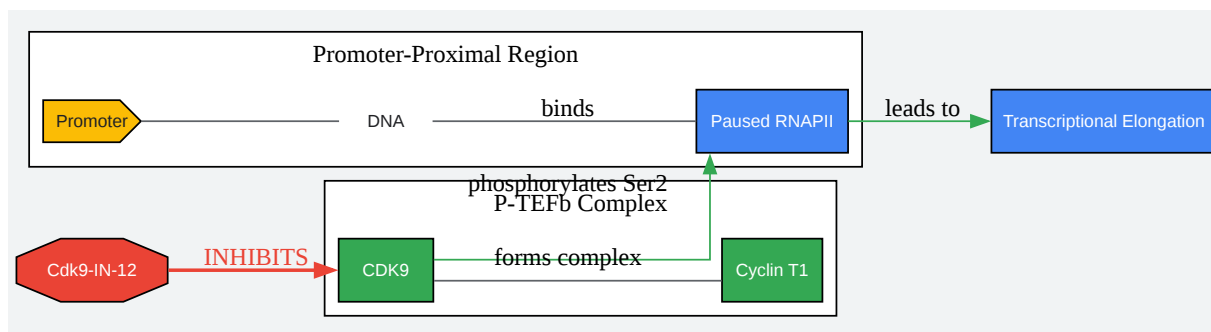 Promoter-Proximal Region
Promoter
DNA
binds
Paused RNAPII
leads to
Transcriptional Elongation
phosphorylates Ser2
P-TEFb Complex
Cdk9-IN-12
INHIBITS
CDK9
forms complex
Cyclin T1